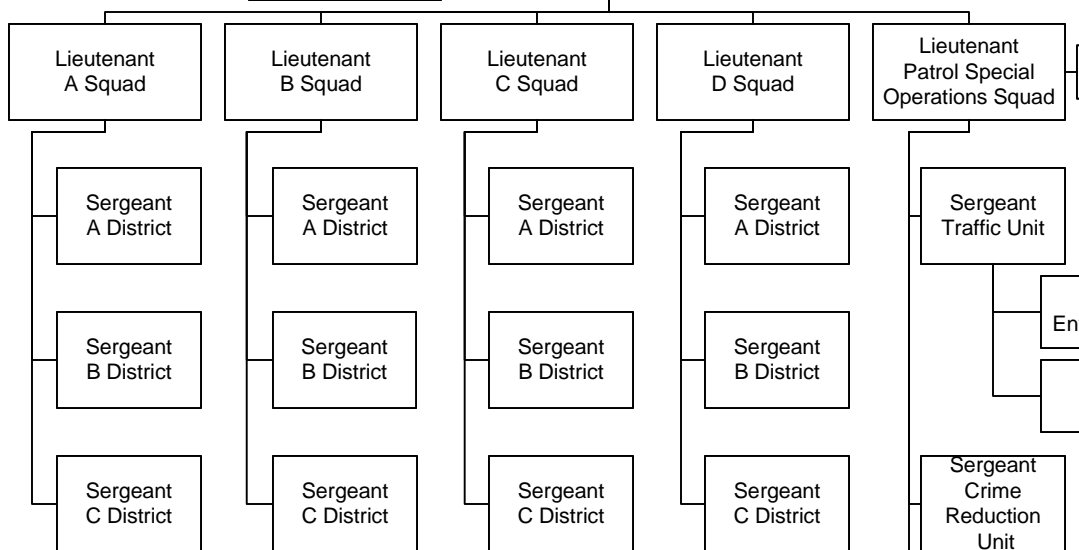 Lieutenant
A Squad
Lieutenant
B Squad
Lieutenant
C Squad
Lieutenant
D Squad
Lieutenant
Patrol Special
Operations Squad
Sergeant
A District
Sergeant
A District
Sergeant
A District
Sergeant
A District
Sergeant
Traffic Unit
En
Sergeant
B District
Sergeant
B District
Sergeant
B District
Sergeant
B District
Sergeant
C District
Sergeant
C District
Sergeant
C District
Sergeant
C District
Sergeant
Crime
Reduction
Unit